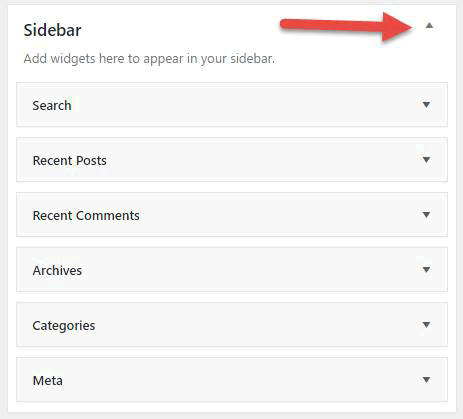 Sidebar
Add widgets here to appear in your sidebar.
Search
Recent Posts
Recent Comments
Archives
Categories
Meta